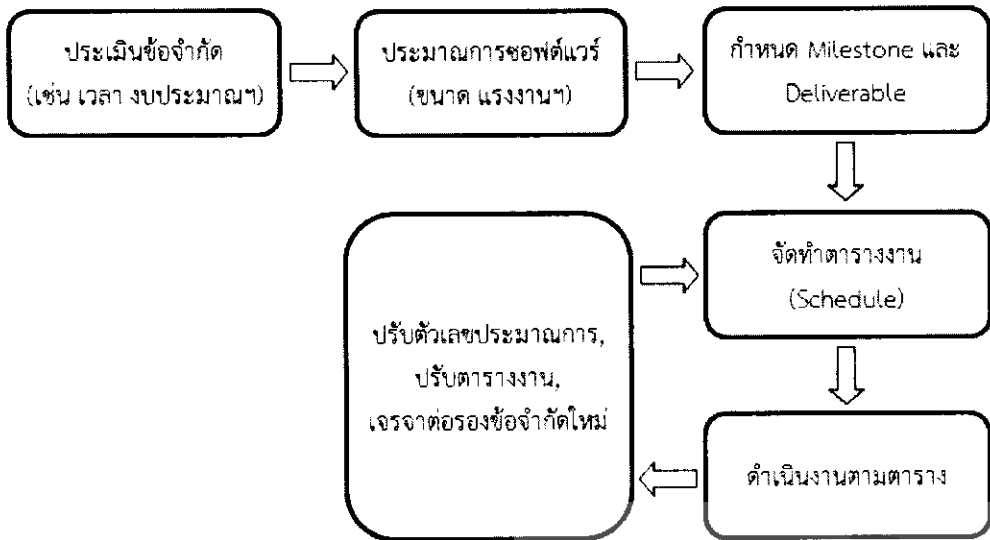 ประเมินข้อจำกัด
(เช่น เวลา งบประมาณฯ)
ประมาณการซอฟต์แวร์
(ขนาด แรงงานฯ)
กำหนด Milestone และ
Deliverable
จัดทำตารางงาน
(Schedule)
ปรับตัวเลขประมาณการ,
ปรับตารางงาน,
เจรจาต่อรองข้อจำกัดใหม่
ดำเนินงานตามตาราง